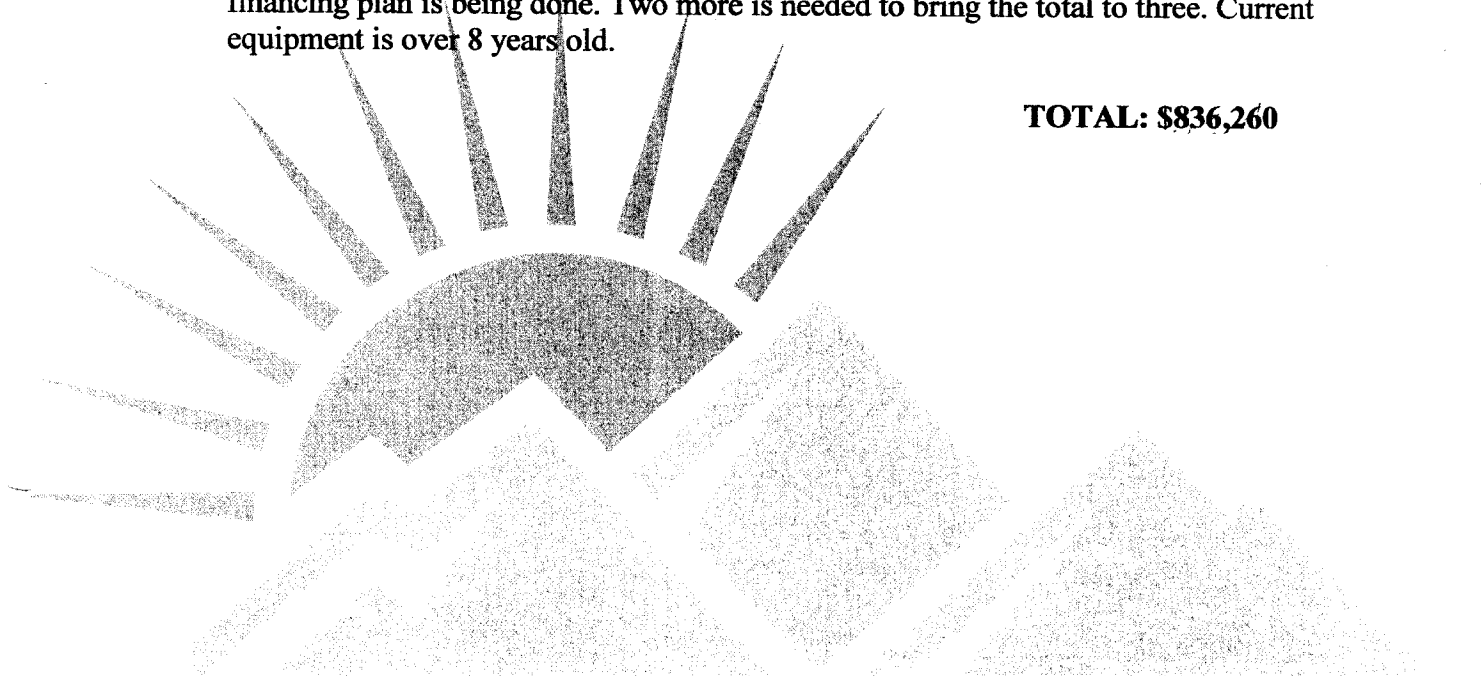 financing plan is being done. Two more is needed to bring the total to three. Current
equipment is over 8 years old.
TOTAL: $836,260